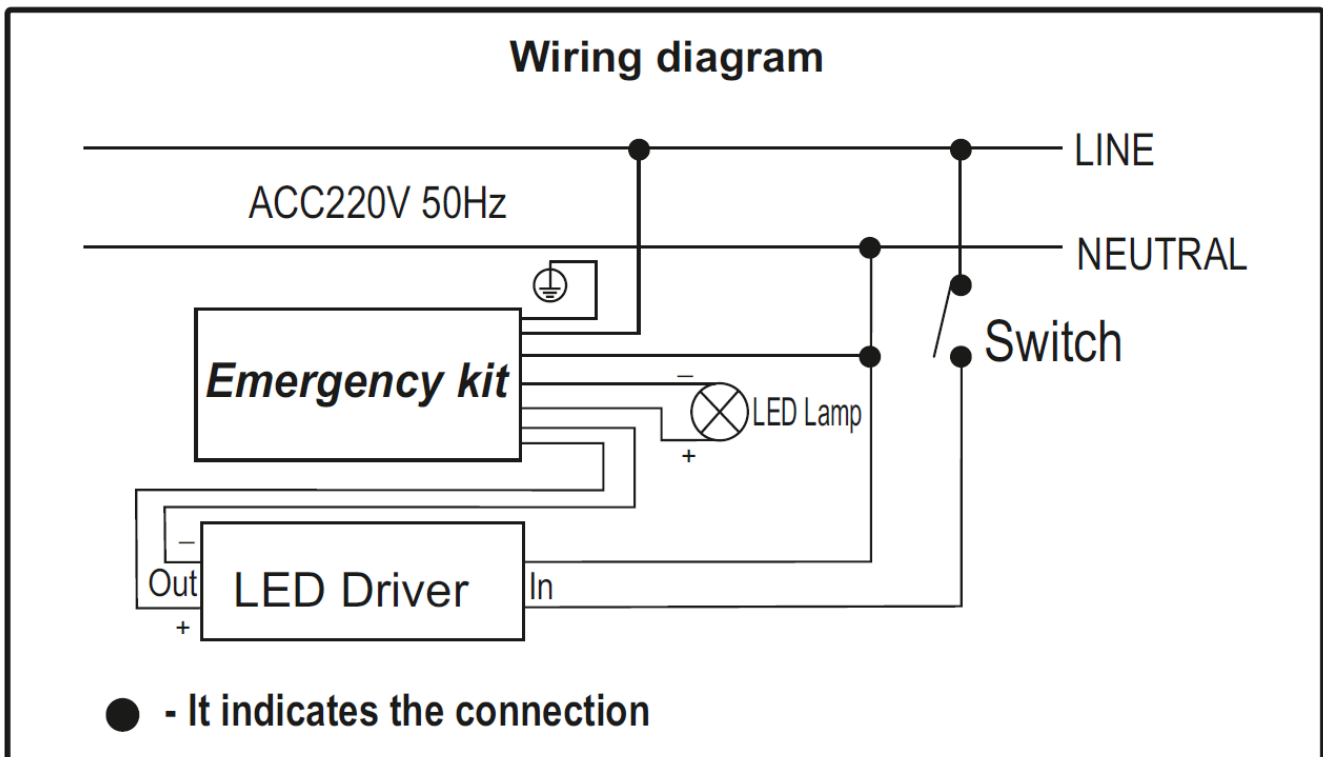 Wiring diagram
LINE
ACC220V 50Hz
NEUTRAL
Switch
Emergency kit
−
LED Lamp
+
−
Out
LED Driver
In
+
- It indicates the connection